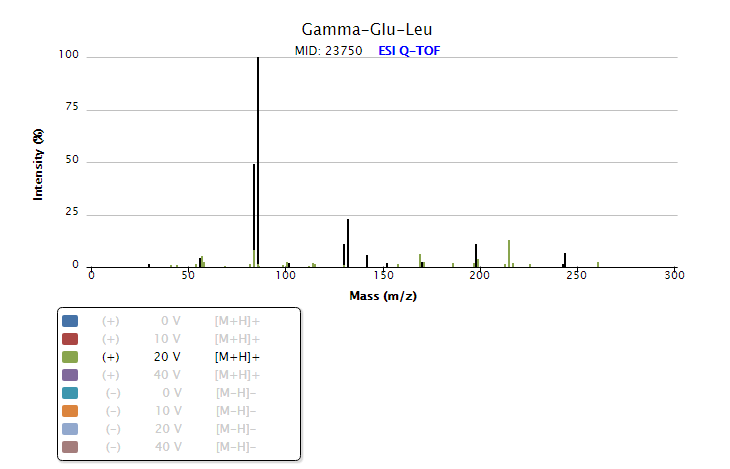 Gamma-Glu-Leu
MID: 23750 ESI Q-TOF
100
75
50
25
0
Intensity (%)
0 50 100 150 200 250 300
Mass (m/z)
(+) 0 V [M+H]+
(+) 10 V [M+H]+
(+) 20 V [M+H]+
(+) 40 V [M+H]+
(-) 0 V [M-H]-
(-) 10 V [M-H]-
(-) 20 V [M-H]-
(-) 40 V [M-H]-